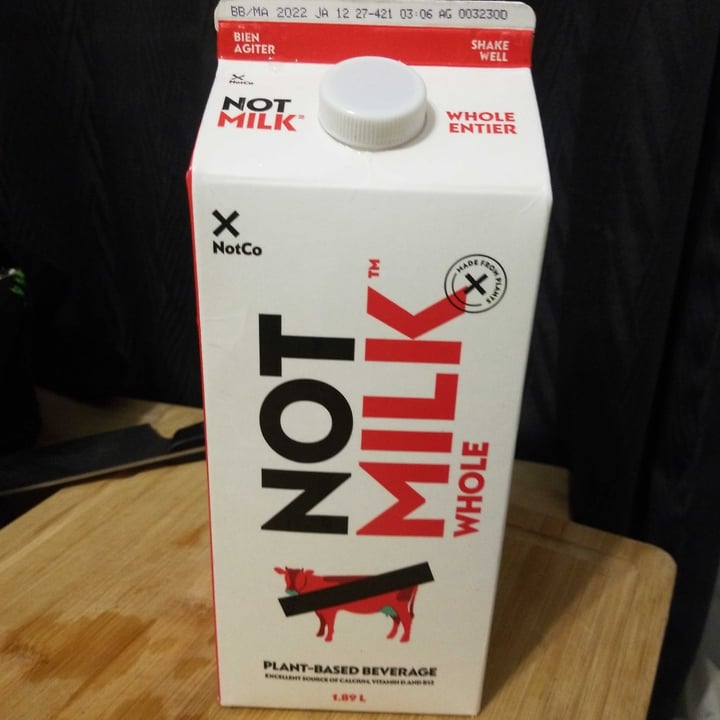 BB/MA 2022 JA 12 27-421 03:06 AG 0032300
BIEN
AGITER
SHAKE
WELL
NotCo
NOT
MILK
WHOLE
ENTIER
NotCo
MADE FROM PLANTS
NOT
MILK™
WHOLE
PLANT-BASED BEVERAGE
EXCELLENT SOURCE OF CALCIUM, VITAMIN D AND B12
1.89 L